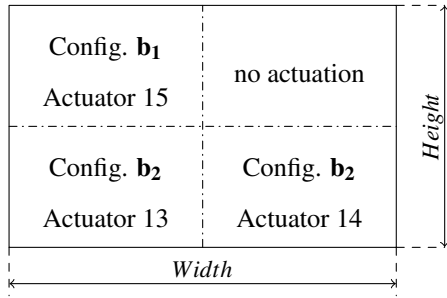 Config. b1
Actuator 15
no actuation
Config. b2
Actuator 13
Config. b2
Actuator 14
Height
Width